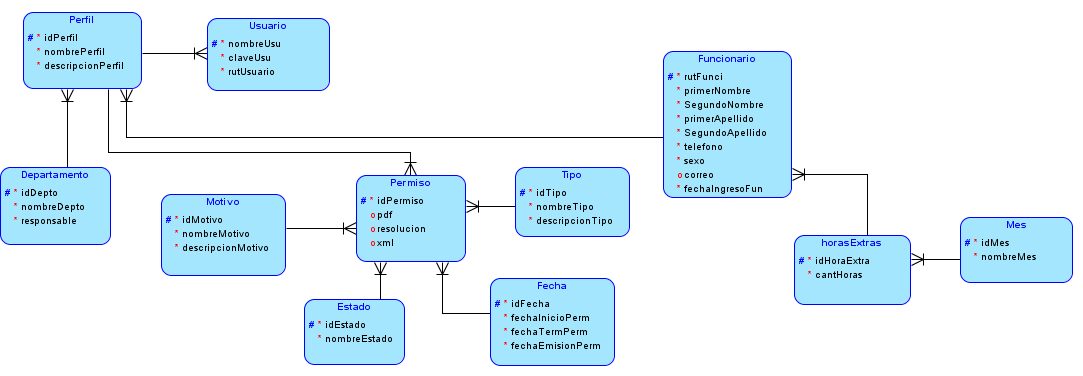 Perfil
# * idPerfil
* nombrePerfil
* descripcionPerfil
Usuario
# * nombreUsu
* claveUsu
* rutUsuario
Funcionario
# * rutFunci
* primerNombre
* SegundoNombre
* primerApellido
* SegundoApellido
* telefono
* sexo
o correo
* fechaIngresoFun
Departamento
# * idDepto
* nombreDepto
* responsable
Motivo
# * idMotivo
* nombreMotivo
* descripcionMotivo
Permiso
# * idPermiso
o pdf
o resolucion
o xml
Tipo
# * idTipo
* nombreTipo
* descripcionTipo
horasExtras
# * idHoraExtra
* cantHoras
Mes
# * idMes
* nombreMes
Estado
# * idEstado
* nombreEstado
Fecha
# * idFecha
* fechaInicioPerm
* fechaTermPerm
* fechaEmisionPerm